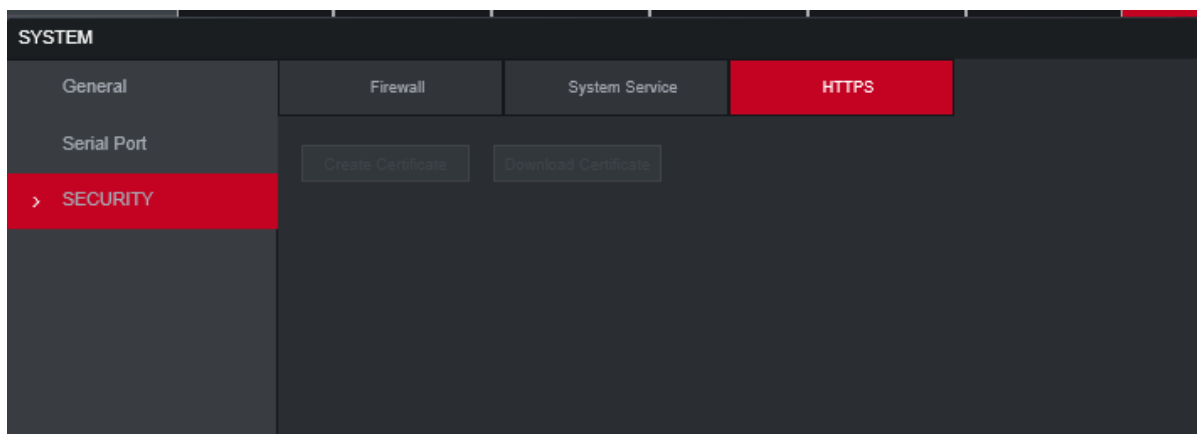 SYSTEM
General
Firewall
System Service
HTTPS
Serial Port
Create Certificate
Download Certificate
SECURITY